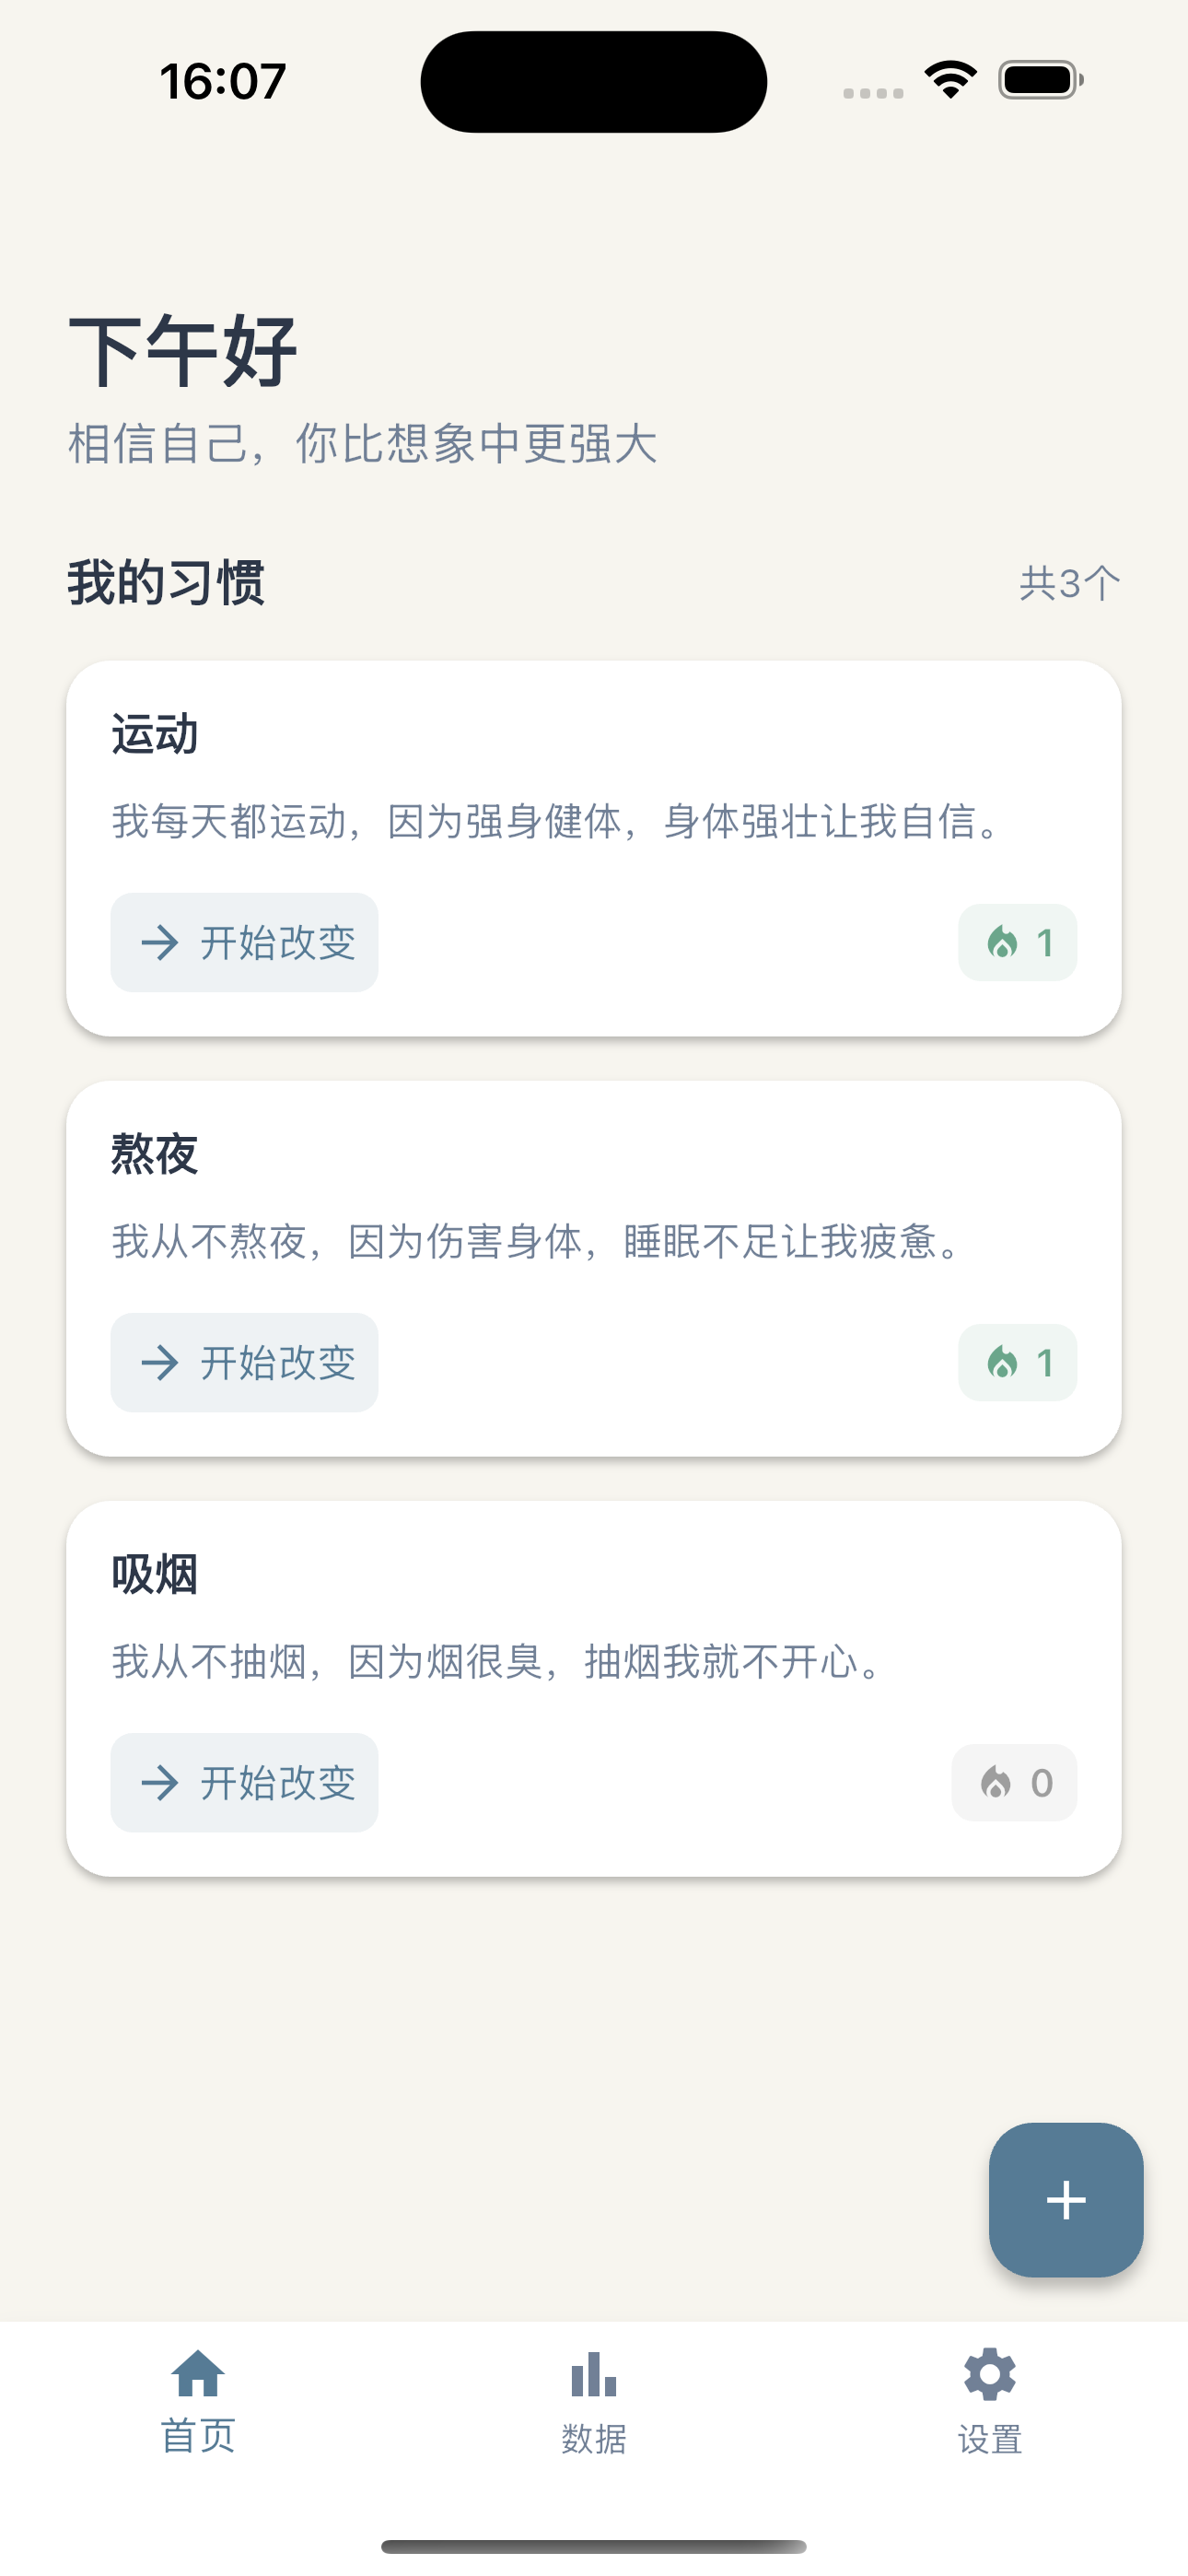 16:07
下午好
相信自己，你比想象中更强大
我的习惯
共3个
运动
我每天都运动，因为强身健体，身体强壮让我自信。
开始改变
1
熬夜
我从不熬夜，因为伤害身体，睡眠不足让我疲惫。
开始改变
1
吸烟
我从不抽烟，因为烟很臭，抽烟我就不开心。
开始改变
0
首页
数据
设置